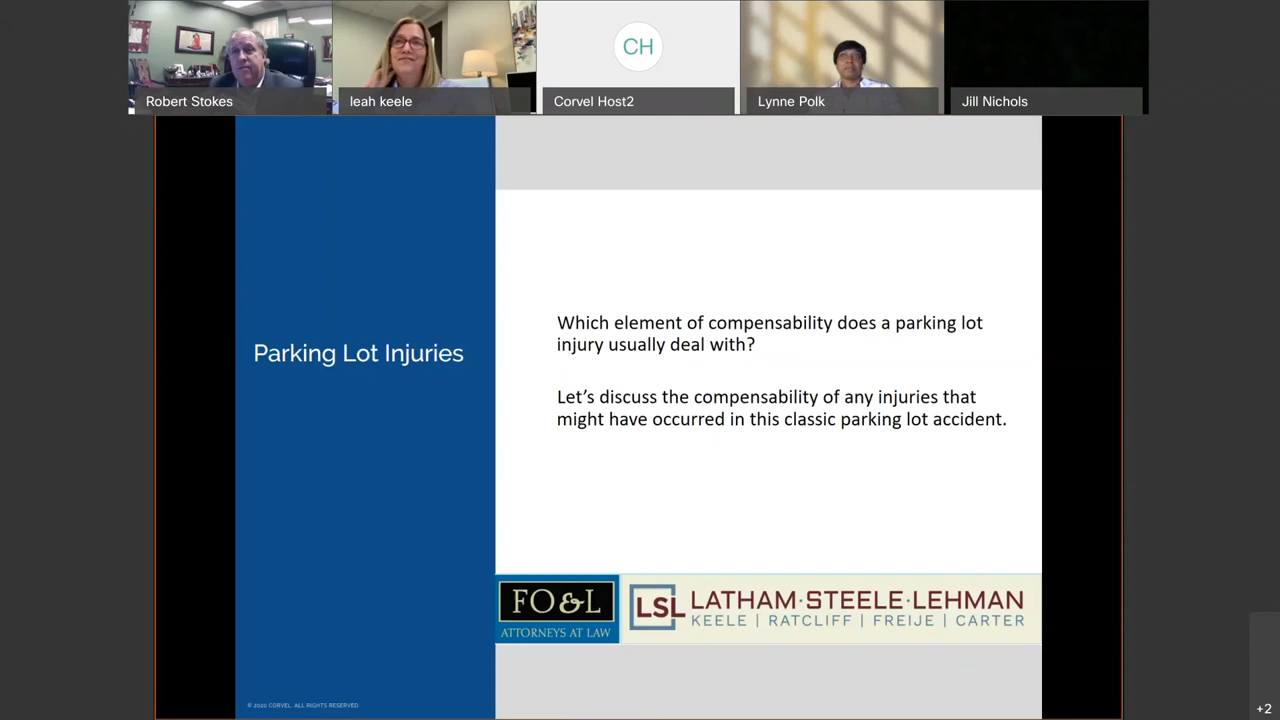 Robert Stokes
leah keele
CH
Corvel Host2
Lynne Polk
Jill Nichols
Parking Lot Injuries
Which element of compensability does a parking lot
injury usually deal with?
Let’s discuss the compensability of any injuries that
might have occurred in this classic parking lot accident.
FO&L
ATTORNEYS AT LAW
LSL
LATHAM·STEELE·LEHMAN
KEELE | RATCLIFF | FREIJE | CARTER
© 2020 CORVEL. ALL RIGHTS RESERVED.
+2